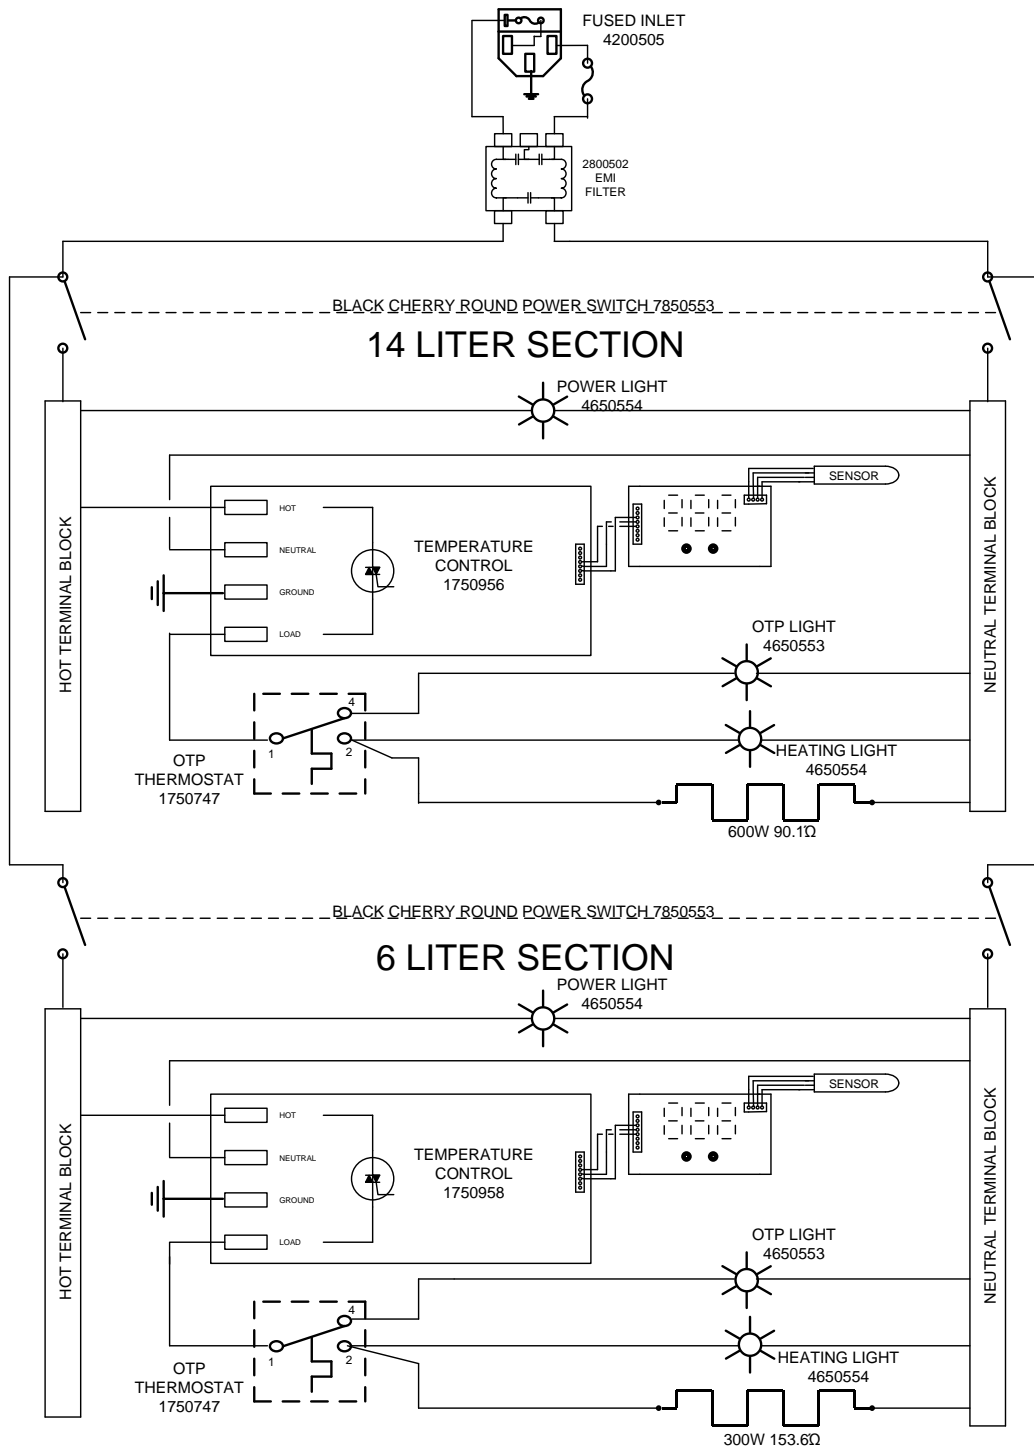 FUSED INLET
4200505
2800502
EMI
FILTER
BLACK CHERRY ROUND POWER SWITCH 7850553
14 LITER SECTION
POWER LIGHT
4650554
SENSOR
HOT TERMINAL BLOCK
NEUTRAL TERMINAL BLOCK
HOT
NEUTRAL
GROUND
LOAD
TEMPERATURE
CONTROL
1750956
OTP LIGHT
4650553
4
1
2
OTP
THERMOSTAT
1750747
HEATING LIGHT
4650554
600W 90.1Ω
BLACK CHERRY ROUND POWER SWITCH 7850553
6 LITER SECTION
POWER LIGHT
4650554
SENSOR
HOT TERMINAL BLOCK
NEUTRAL TERMINAL BLOCK
HOT
NEUTRAL
GROUND
LOAD
TEMPERATURE
CONTROL
1750958
OTP LIGHT
4650553
4
1
2
OTP
THERMOSTAT
1750747
HEATING LIGHT
4650554
300W 153.6Ω